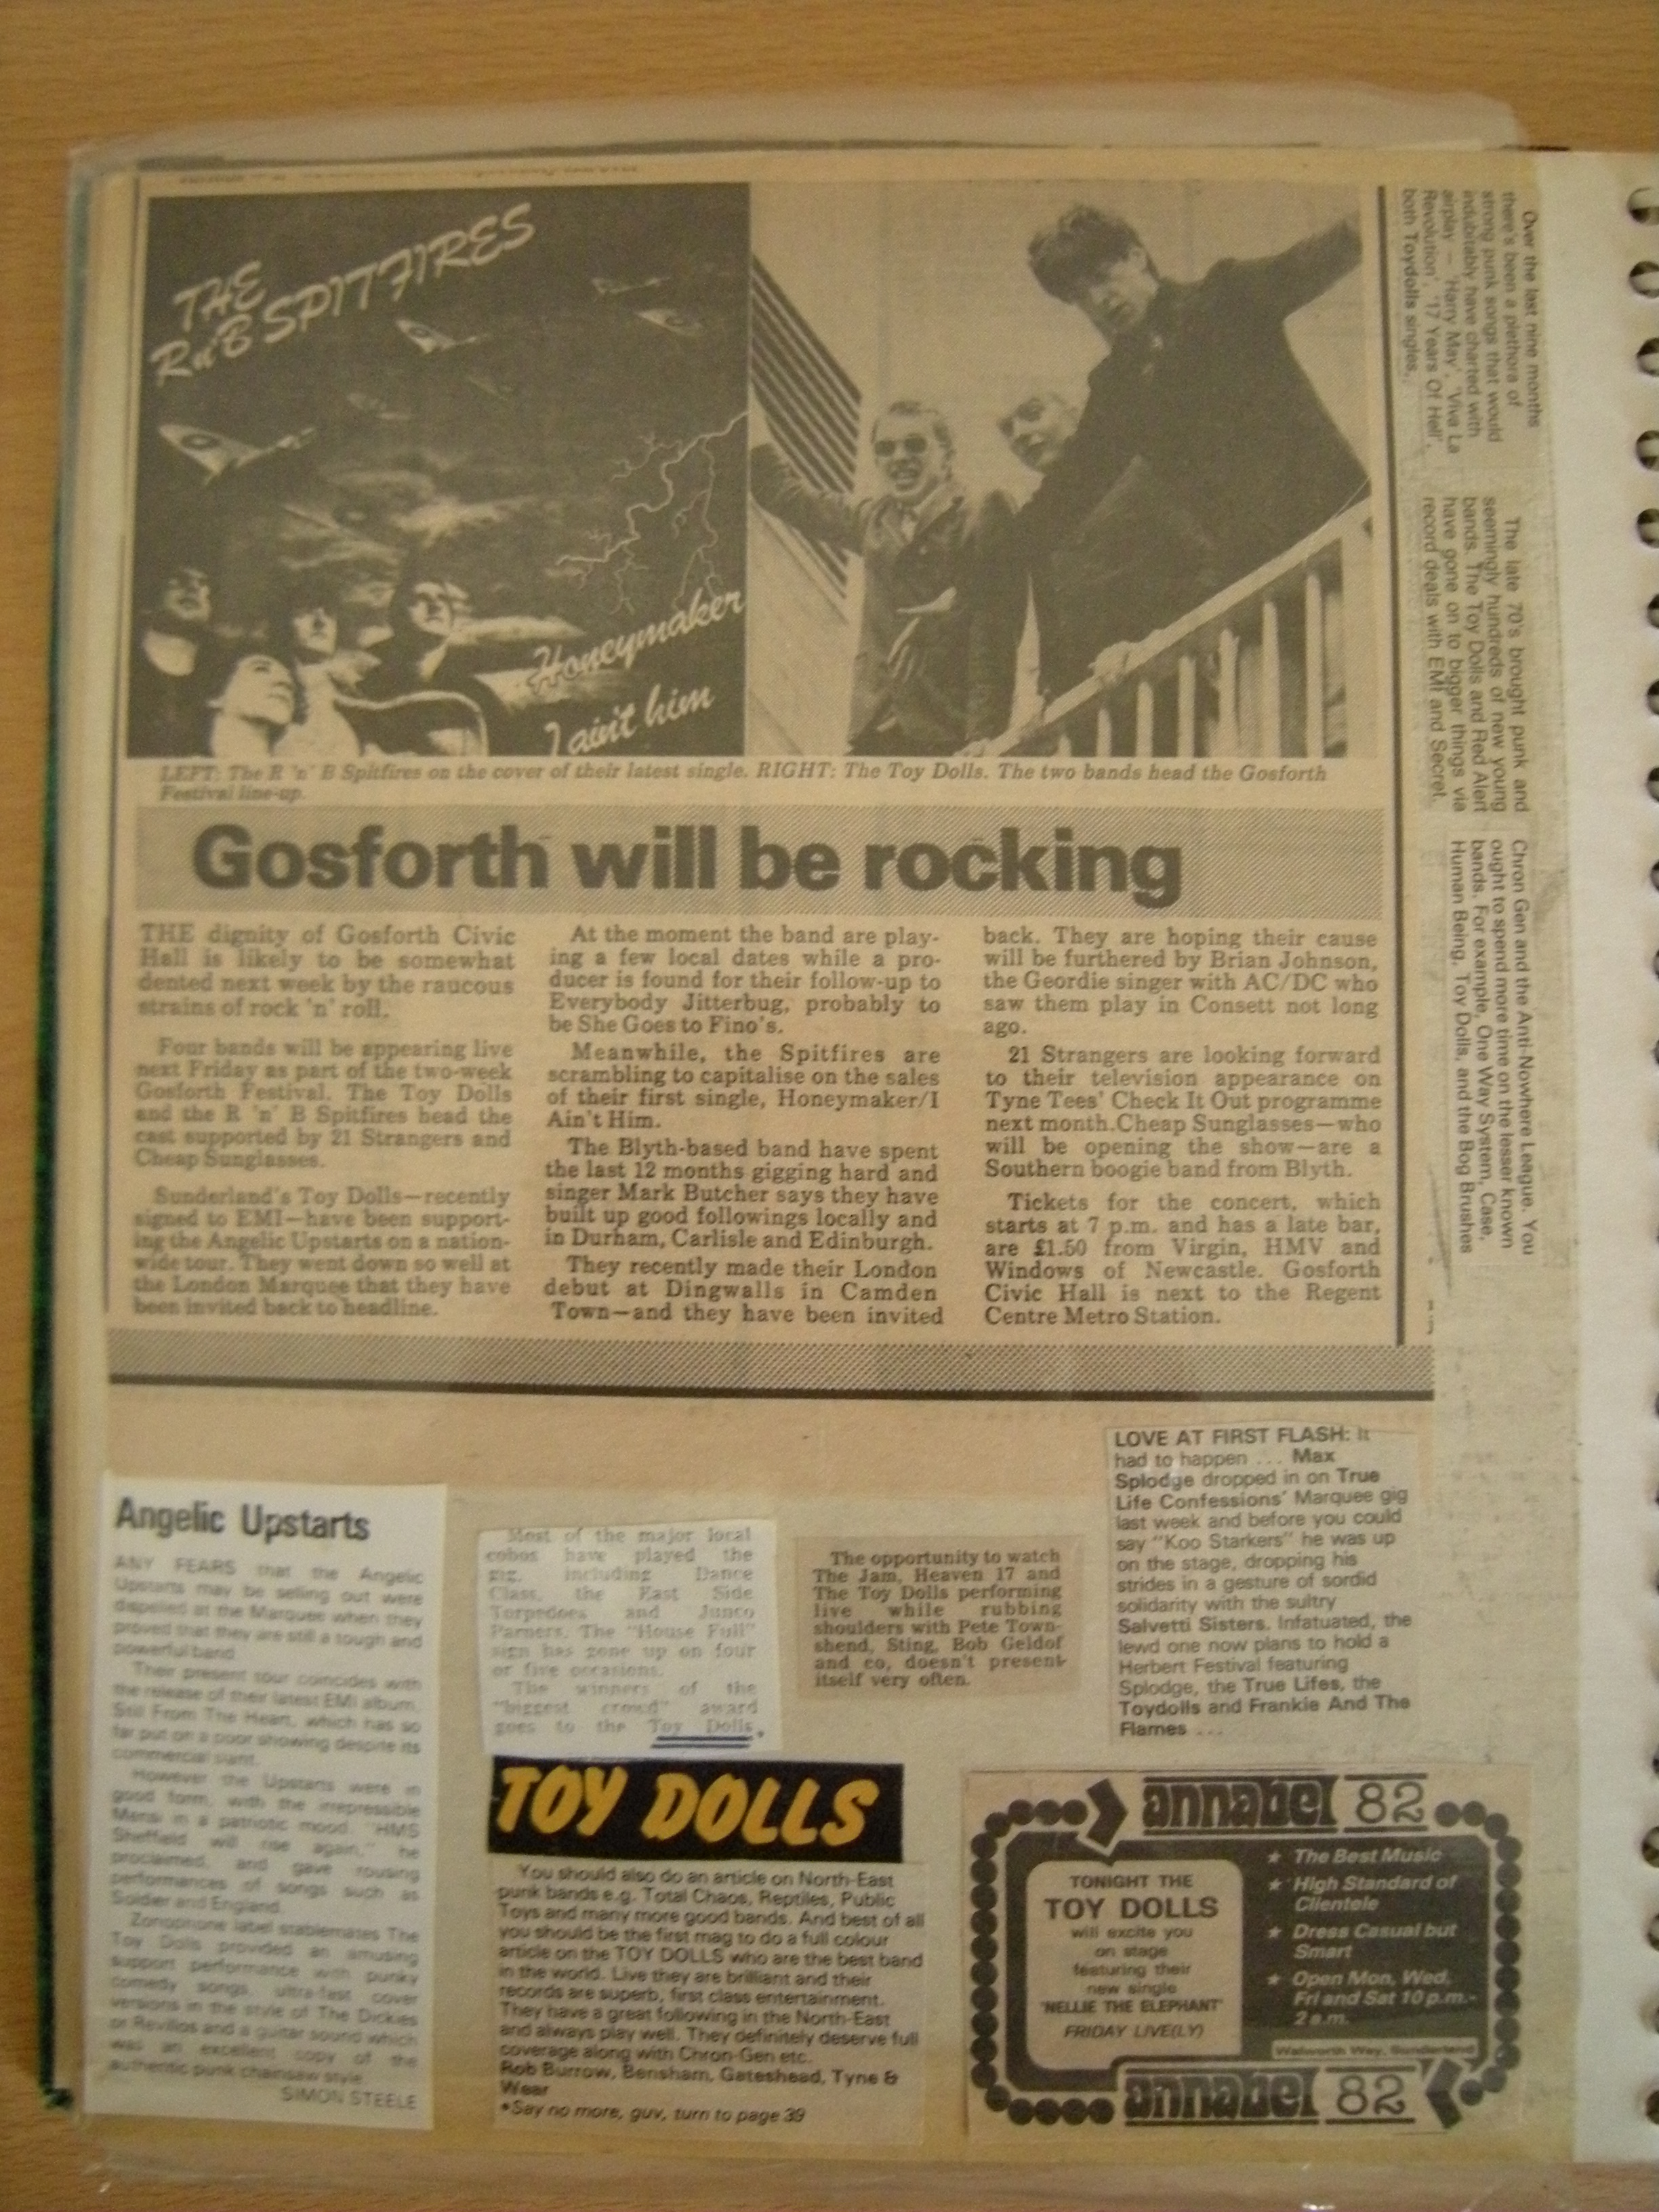 THE
R'n'B SPITFIRES
Honeymaker
I ain't him
LEFT: The R 'n' B Spitfires on the cover of their latest single. RIGHT: The Toy Dolls. The two bands head the Gosforth
Festival line-up.
Gosforth will be rocking
THE dignity of Gosforth Civic
Hall is likely to be somewhat
dented next week by the raucous
strains of rock 'n' roll.
Four bands will be appearing live
next Friday as part of the two-week
Gosforth Festival. The Toy Dolls
and the R 'n' B Spitfires head the
cast supported by 21 Strangers and
Cheap Sunglasses.
Sunderland's Toy Dolls—recently
signed to EMI—have been support-
ing the Angelic Upstarts on a nation-
wide tour. They went down so well at
the London Marquee that they have
been invited back to headline.
At the moment the band are play-
ing a few local dates while a pro-
ducer is found for their follow-up to
Everybody Jitterbug, probably to
be She Goes to Fino's.
Meanwhile, the Spitfires are
scrambling to capitalise on the sales
of their first single, Honeymaker/I
Ain't Him.
The Blyth-based band have spent
the last 12 months gigging hard and
singer Mark Butcher says they have
built up good followings locally and
in Durham, Carlisle and Edinburgh.
They recently made their London
debut at Dingwalls in Camden
Town—and they have been invited
back. They are hoping their cause
will be furthered by Brian Johnson,
the Geordie singer with AC/DC who
saw them play in Consett not long
ago.
21 Strangers are looking forward
to their television appearance on
Tyne Tees' Check It Out programme
next month.Cheap Sunglasses—who
will be opening the show—are a
Southern boogie band from Blyth.
Tickets for the concert, which
starts at 7 p.m. and has a late bar,
are £1.50 from Virgin, HMV and
Windows of Newcastle. Gosforth
Civic Hall is next to the Regent
Centre Metro Station.
Over the last nine months
there's been a plethora of
strong punk songs that would
indubitably have charted with
airplay — 'Harry May', 'Viva La
Revolution', '17 Years Of Hell',
both Toydolls singles,
The late 70's brought punk and
seemingly hundreds of new young
bands. The Toy Dolls and Red Alert
have gone on to bigger things via
record deals with EMI and Secret.
Chron Gen and the Anti-Nowhere League. You
ought to spend more time on the lesser known
bands. For example, One Way System, Case,
Human Being, Toy Dolls, and the Bog Brushes
Angelic Upstarts
ANY FEARS that the Angelic
Upstarts may be selling out were
dispelled at the Marquee when they
proved that they are still a tough and
powerful band.
Their present tour coincides with
the release of their latest EMI album,
Still From The Heart, which has so
far put on a poor showing despite its
commercial slant.
However the Upstarts were in
good form, with the irrepressible
Mensi in a patriotic mood. "HMS
Sheffield will rise again," he
proclaimed, and gave rousing
performances of songs such as
Soldier and England.
Zonophone label stablemates The
Toy Dolls provided an amusing
support performance with punky
comedy songs, ultra-fast cover
versions in the style of The Dickies
or Revillos and a guitar sound which
was an excellent copy of the
authentic punk chainsaw style.
SIMON STEELE
Most of the major local
cobos have played the
gig, including Dance
Class, the East Side
Torpedoes and Junco
Parners. The "House Full"
sign has gone up on four
or five occasions.
The winners of the
"biggest crowd" award
goes to the Toy Dolls.
The opportunity to watch
The Jam, Heaven 17 and
The Toy Dolls performing
live while rubbing
shoulders with Pete Town-
shend, Sting, Bob Geldof
and co, doesn't present
itself very often.
LOVE AT FIRST FLASH: It
had to happen ... Max
Splodge dropped in on True
Life Confessions' Marquee gig
last week and before you could
say "Koo Starkers" he was up
on the stage, dropping his
strides in a gesture of sordid
solidarity with the sultry
Salvetti Sisters. Infatuated, the
lewd one now plans to hold a
Herbert Festival featuring
Splodge, the True Lifes, the
Toydolls and Frankie And The
Flames ...
TOY DOLLS
You should also do an article on North-East
punk bands e.g. Total Chaos, Reptiles, Public
Toys and many more good bands. And best of all
you should be the first mag to do a full colour
article on the TOY DOLLS who are the best band
in the world. Live they are brilliant and their
records are superb, first class entertainment.
They have a great following in the North-East
and always play well. They definitely deserve full
coverage along with Chron-Gen etc.
Rob Burrow, Bensham, Gateshead, Tyne &
Wear
•Say no more, guv, turn to page 39
annabel 82
TONIGHT THE
TOY DOLLS
will excite you
on stage
featuring their
new single
'NELLIE THE ELEPHANT'
FRIDAY LIVE(LY)
★ The Best Music
★ High Standard of
Clientele
★ Dress Casual but
Smart
★ Open Mon, Wed,
Fri and Sat 10 p.m.-
2 a.m.
Walworth Way, Sunderland
annabel 82